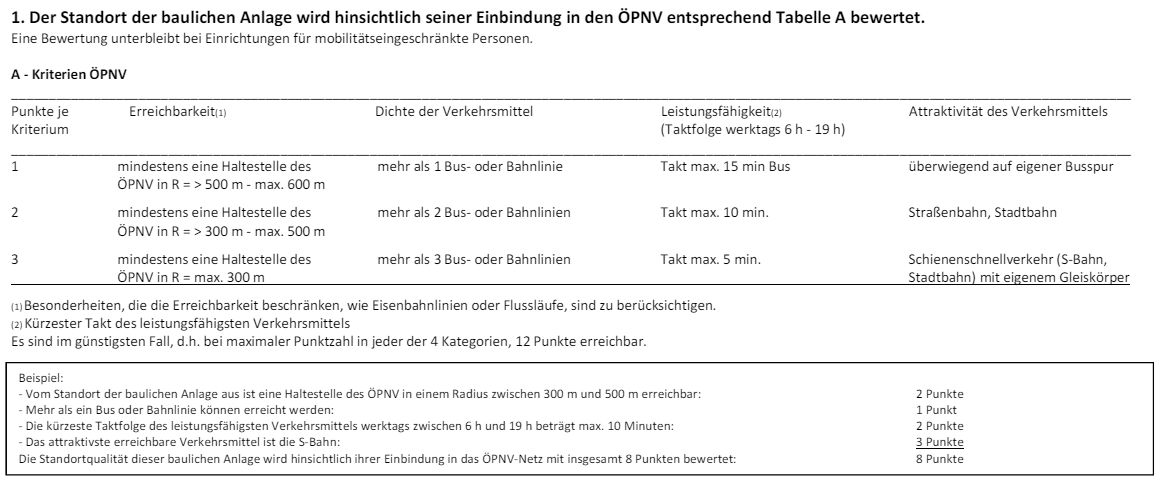 1. Der Standort der baulichen Anlage wird hinsichtlich seiner Einbindung in den ÖPNV entsprechend Tabelle A bewertet.
Eine Bewertung unterbleibt bei Einrichtungen für mobilitätseingeschränkte Personen.
A - Kriterien ÖPNV
Punkte je Erreichbarkeit(1) Dichte der Verkehrsmittel Leistungsfähigkeit(2) Attraktivität des Verkehrsmittels
Kriterium (Taktfolge werktags 6 h - 19 h)
1 mindestens eine Haltestelle des mehr als 1 Bus- oder Bahnlinie Takt max. 15 min Bus überwiegend auf eigener Busspur
ÖPNV in R = > 500 m - max. 600 m
2 mindestens eine Haltestelle des mehr als 2 Bus- oder Bahnlinien Takt max. 10 min. Straßenbahn, Stadtbahn
ÖPNV in R = > 300 m - max. 500 m
3 mindestens eine Haltestelle des mehr als 3 Bus- oder Bahnlinien Takt max. 5 min. Schienenschnellverkehr (S-Bahn,
ÖPNV in R = max. 300 m Stadtbahn) mit eigenem Gleiskörper
(1) Besonderheiten, die die Erreichbarkeit beschränken, wie Eisenbahnlinien oder Flussläufe, sind zu berücksichtigen.
(2) Kürzester Takt des leistungsfähigsten Verkehrsmittels
Es sind im günstigsten Fall, d.h. bei maximaler Punktzahl in jeder der 4 Kategorien, 12 Punkte erreichbar.
Beispiel:
- Vom Standort der baulichen Anlage aus ist eine Haltestelle des ÖPNV in einem Radius zwischen 300 m und 500 m erreichbar: 2 Punkte
- Mehr als ein Bus oder Bahnlinie können erreicht werden: 1 Punkt
- Die kürzeste Taktfolge des leistungsfähigsten Verkehrsmittels werktags zwischen 6 h und 19 h beträgt max. 10 Minuten: 2 Punkte
- Das attraktivste erreichbare Verkehrsmittel ist die S-Bahn: 3 Punkte
Die Standortqualität dieser baulichen Anlage wird hinsichtlich ihrer Einbindung in das ÖPNV-Netz mit insgesamt 8 Punkten bewertet: 8 Punkte